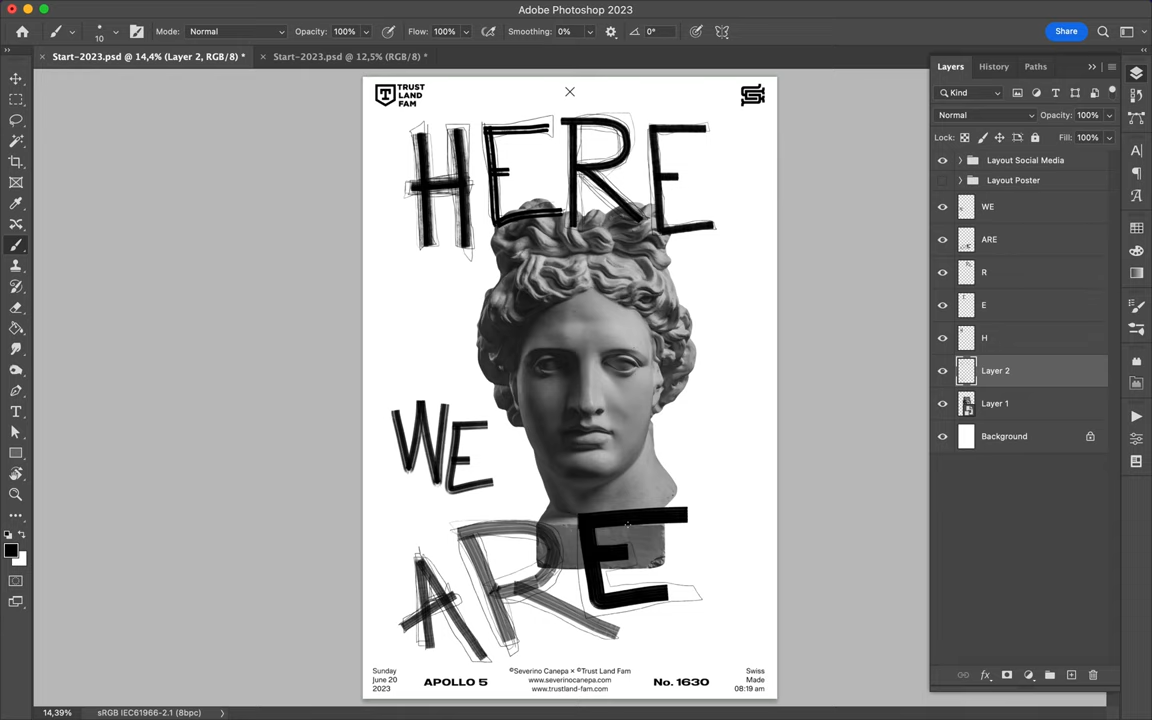 Adobe Photoshop 2023
10
Mode: Normal
Opacity: 100%
Flow: 100%
Smoothing: 0%
0°
Share
× Start-2023.psd @ 14,4% (Layer 2, RGB/8) *
× Start-2023.psd @ 12,5% (RGB/8) *
TRUST
LAND
FAM
HERE
WE
ARE
Sunday
June 20
2023
APOLLO 5
©Severino Canepa × ©Trust Land Fam
www.severinocanepa.com
www.trustland-fam.com
No. 1630
Swiss
Made
08:19 am
Layers
History
Paths
Kind
Normal
Opacity: 100%
Lock:
Fill: 100%
Layout Social Media
Layout Poster
WE
ARE
R
E
H
Layer 2
Layer 1
Background
fx
14,39%
sRGB IEC61966-2.1 (8bpc)